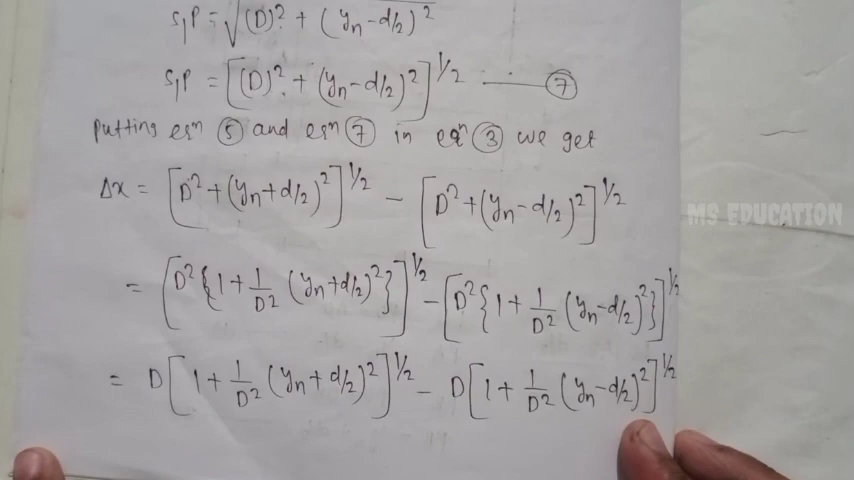 S₁P = √(D)² + (yₙ - d/2)²
S₁P = [(D)² + (yₙ - d/2)²]^1/2 ——— ⑦
putting eqⁿ ⑤ and eqⁿ ⑦ in eqⁿ ③ we get
Δx = [D² + (yₙ + d/2)²]^1/2 - [D² + (yₙ - d/2)²]^1/2
MS EDUCATION
= [D² {1 + 1/D² (yₙ + d/2)²}]^1/2 - [D² {1 + 1/D² (yₙ - d/2)²}]^1/2
= D [1 + 1/D² (yₙ + d/2)²]^1/2 - D [1 + 1/D² (yₙ - d/2)²]^1/2